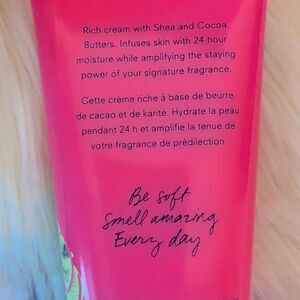 Rich cream with Shea and Cocoa
Butters. Infuses skin with 24-hour
moisture while amplifying the staying
power of your signature fragrance.
Cette crème riche à base de beurre
de cacao et de karité. Hydrate la peau
pendant 24 h et amplifie la tenue de
votre fragrance de prédilection.
Be soft
smell amazing
Every day